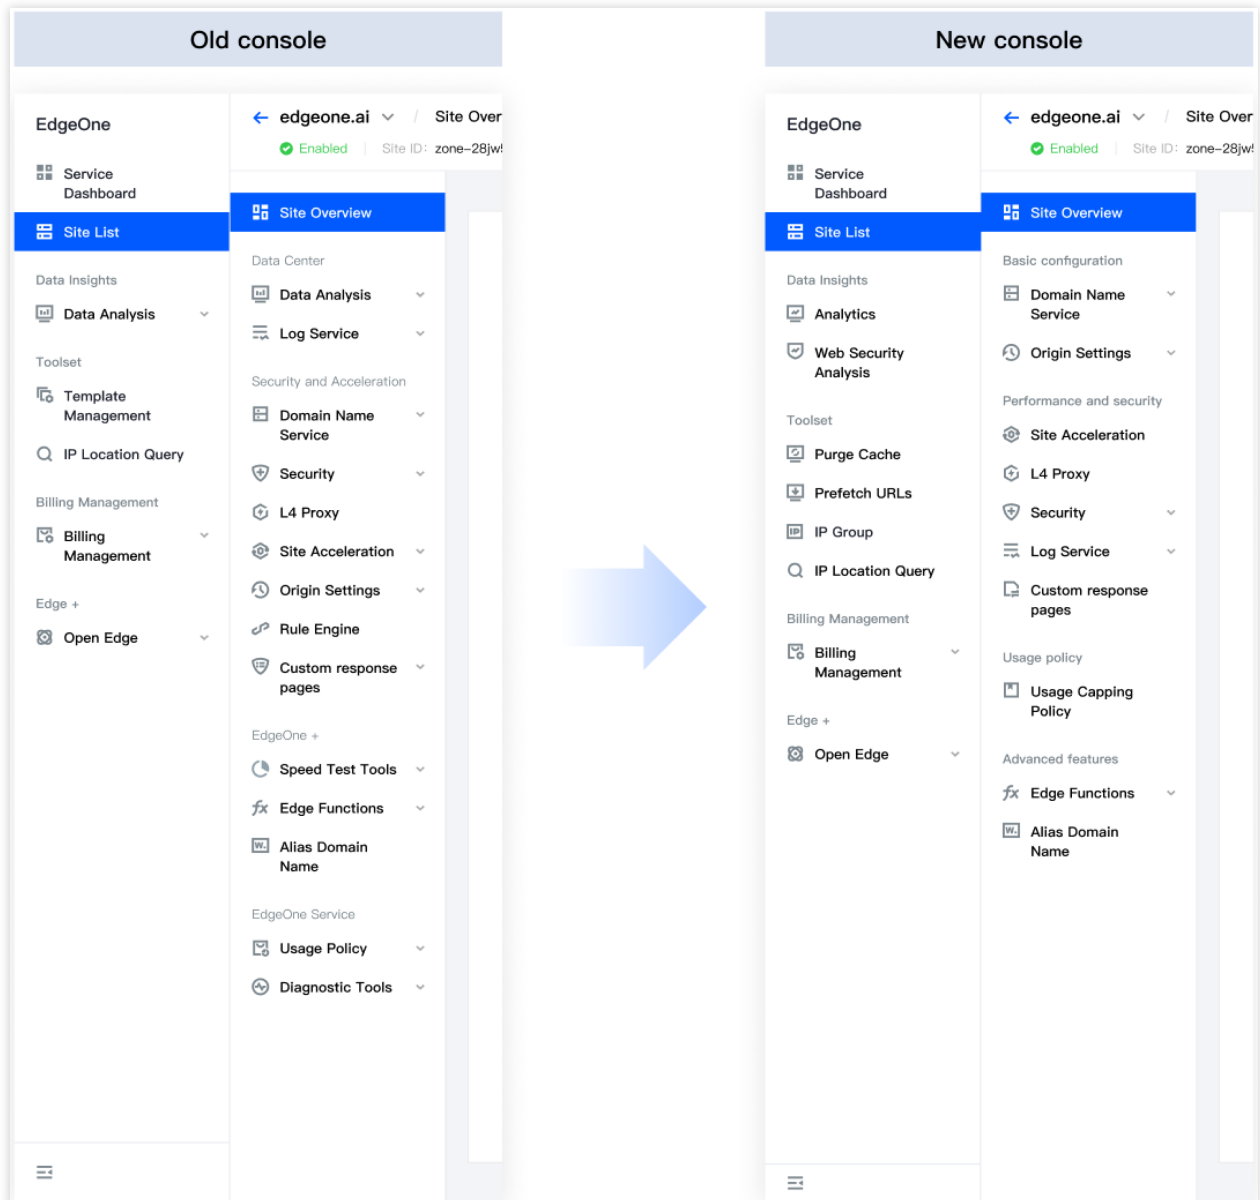 Old console
EdgeOne
Service
Dashboard
Site List
Data Insights
Data Analysis
Toolset
Template
Management
IP Location Query
Billing Management
Billing
Management
Edge +
Open Edge
edgeone.ai / Site Over
Enabled Site ID: zone-28jw
Site Overview
Data Center
Data Analysis
Log Service
Security and Acceleration
Domain Name
Service
Security
L4 Proxy
Site Acceleration
Origin Settings
Rule Engine
Custom response
pages
EdgeOne +
Speed Test Tools
fx Edge Functions
W. Alias Domain
Name
EdgeOne Service
Usage Policy
Diagnostic Tools
New console
EdgeOne
Service
Dashboard
Site List
Data Insights
Analytics
Web Security
Analysis
Toolset
Purge Cache
Prefetch URLs
IP IP Group
IP Location Query
Billing Management
Billing
Management
Edge +
Open Edge
edgeone.ai / Site Over
Enabled Site ID: zone-28jw
Site Overview
Basic configuration
Domain Name
Service
Origin Settings
Performance and security
Site Acceleration
L4 Proxy
Security
Log Service
Custom response
pages
Usage policy
Usage Capping
Policy
Advanced features
fx Edge Functions
W. Alias Domain
Name